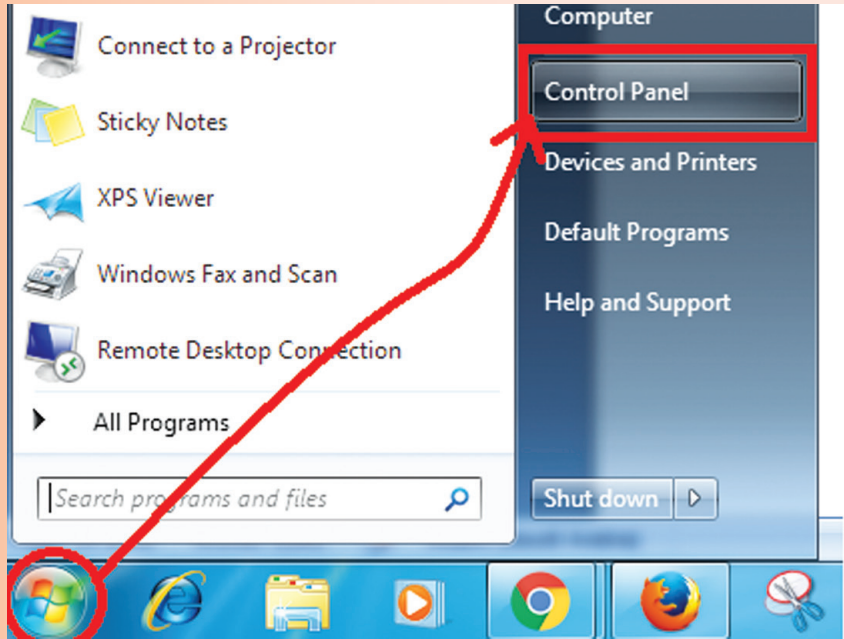 Connect to a Projector
Sticky Notes
XPS Viewer
Windows Fax and Scan
Remote Desktop Connection
All Programs
Search programs and files
Computer
Control Panel
Devices and Printers
Default Programs
Help and Support
Shut down